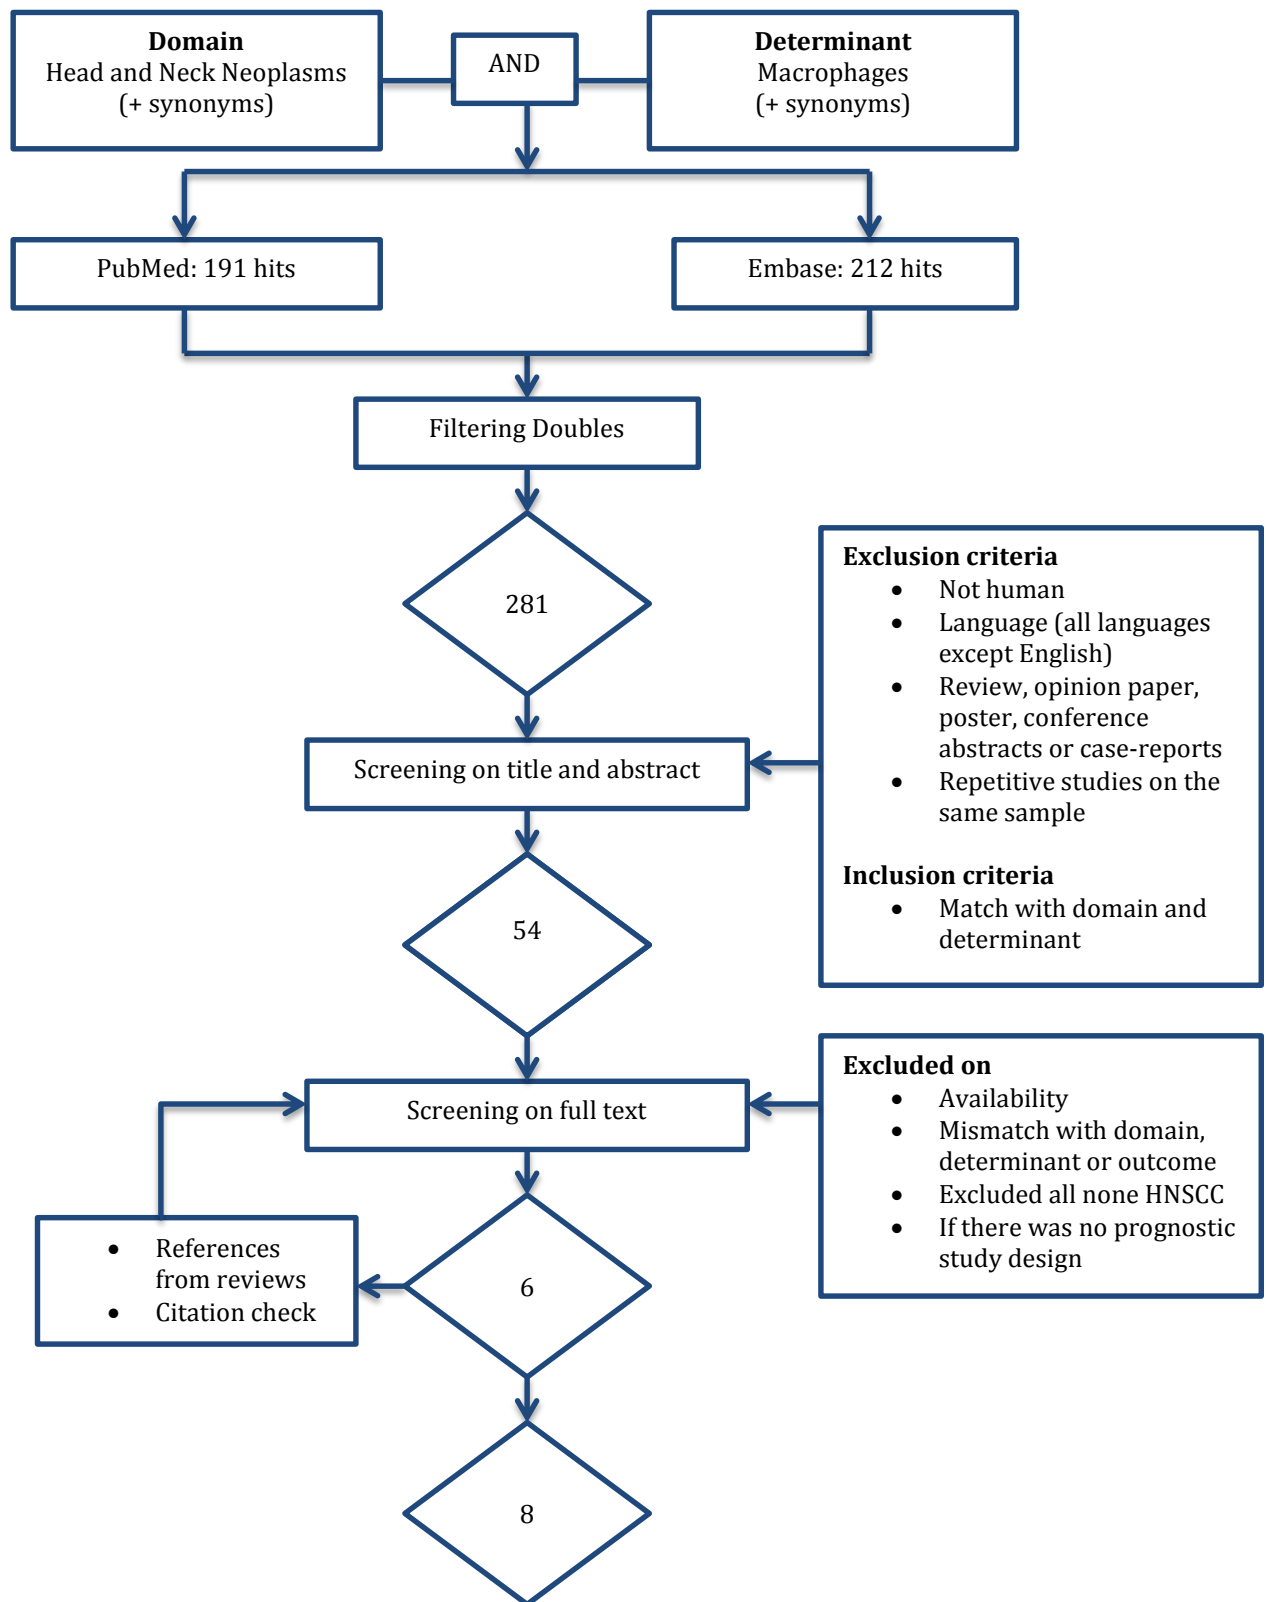 Domain
Head and Neck Neoplasms
(+ synonyms)
AND
Determinant
Macrophages
(+ synonyms)
PubMed: 191 hits
Embase: 212 hits
Filtering Doubles
281
Exclusion criteria
• Not human
• Language (all languages
except English)
• Review, opinion paper,
poster, conference
abstracts or case-reports
• Repetitive studies on the
same sample
Inclusion criteria
• Match with domain and
determinant
Screening on title and abstract
54
Excluded on
• Availability
• Mismatch with domain,
determinant or outcome
• Excluded all none HNSCC
• If there was no prognostic
study design
Screening on full text
• References
from reviews
• Citation check
6
8